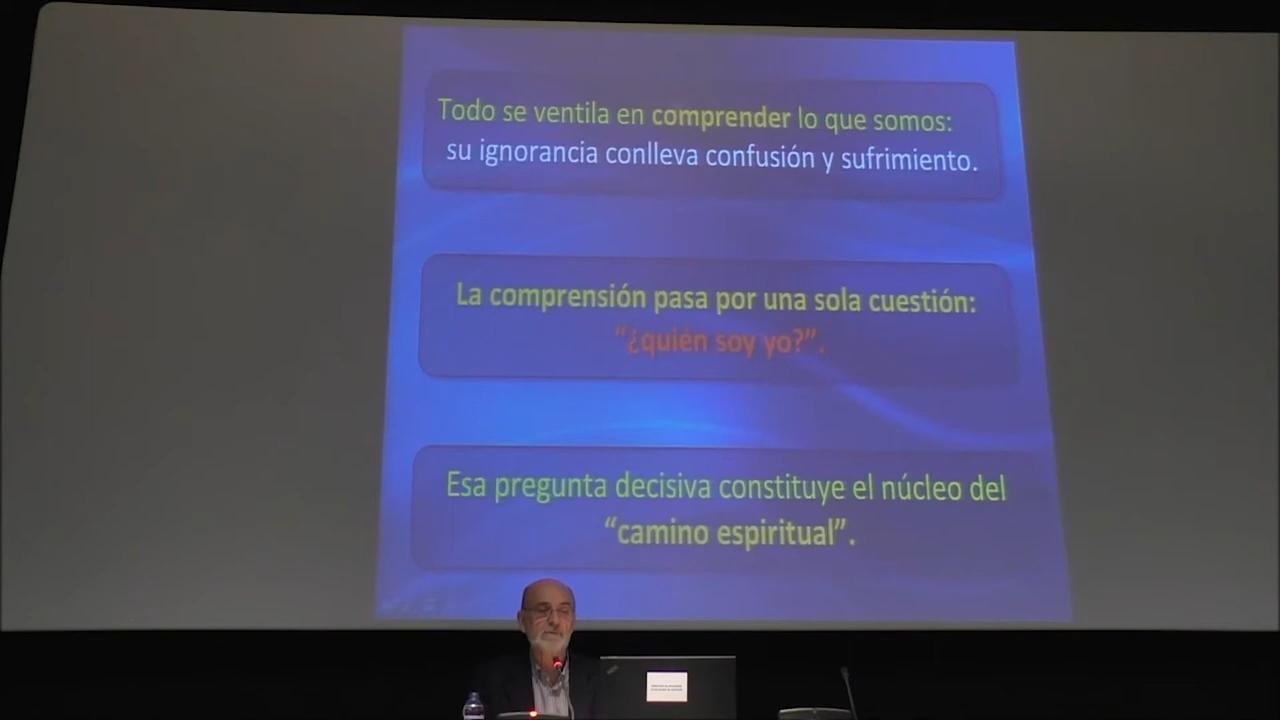 Todo se ventila en comprender lo que somos:
su ignorancia conlleva confusión y sufrimiento.
La comprensión pasa por una sola cuestión:
“¿quién soy yo?”.
Esa pregunta decisiva constituye el núcleo del
“camino espiritual”.